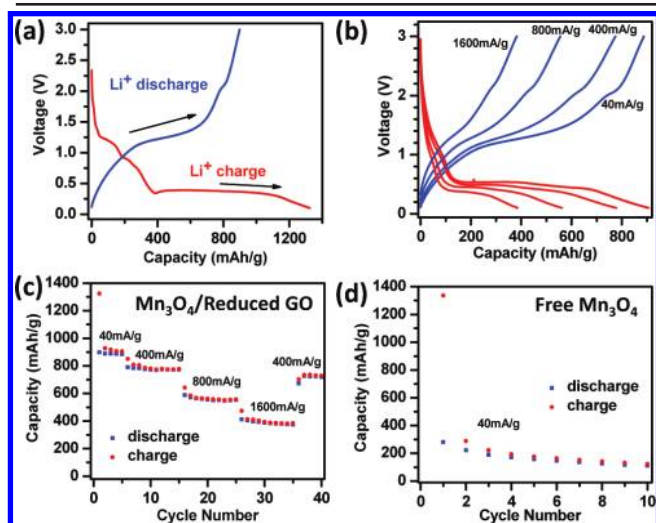 (a)
3.0
2.5
2.0
1.5
1.0
0.5
0.0
Voltage (V)
Li+ discharge
Li+ charge
0 400 800 1200
Capacity (mAh/g)
(b)
3
2
1
0
Voltage (V)
1600mA/g
800mA/g
400mA/g
40mA/g
0 200 400 600 800
Capacity (mAh/g)
(c)
1400
1200
1000
800
600
400
200
0
Capacity (mAh/g)
Mn3O4/Reduced GO
40mA/g
400mA/g
800mA/g
1600mA/g
400mA/g
discharge
charge
0 10 20 30 40
Cycle Number
(d)
1400
1200
1000
800
600
400
200
0
Capacity (mAh/g)
Free Mn3O4
discharge
charge
40mA/g
0 2 4 6 8 10
Cycle Number